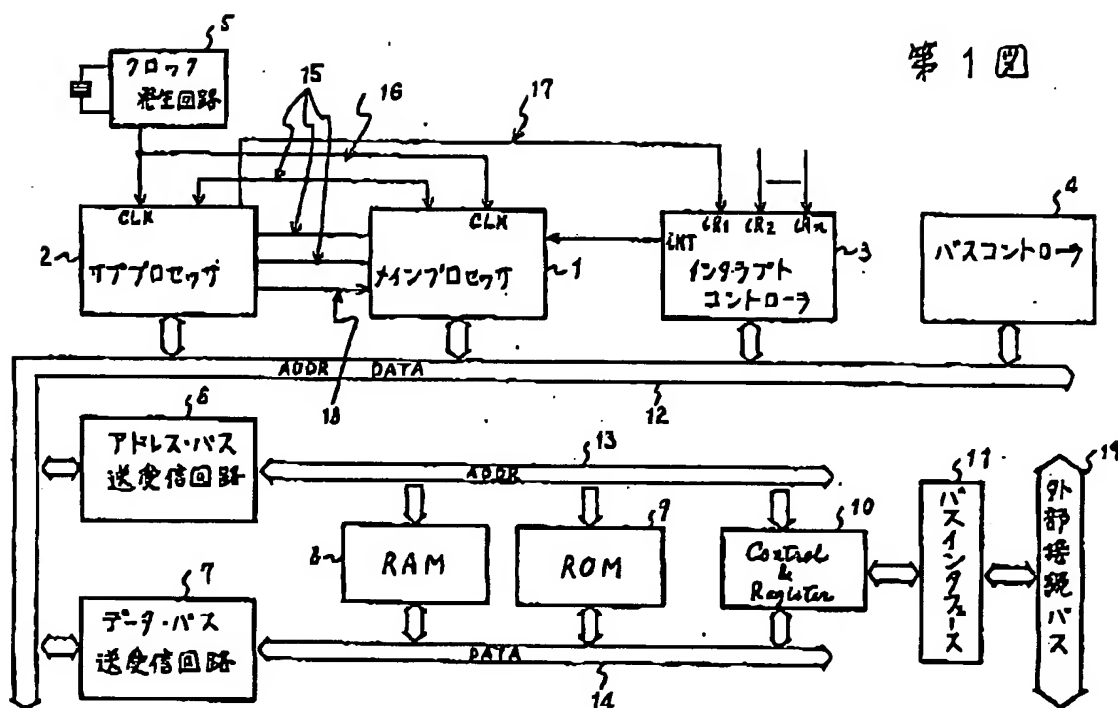 第1図
5
クロック
発生回路
15
16
17
CLK
サブプロセッサ
2
CLK
メインプロセッサ
1
INT
IR1 IR2 IRn
インタラプト
コントローラ
3
4
バスコントローラ
ADDR DATA
18
12
6
アドレス・バス
送受信回路
13
ADDR
8
RAM
9
ROM
10
Control
&
Register
11
バスインタフェース
19
外部接続バス
7
データ・バス
送受信回路
DATA
14